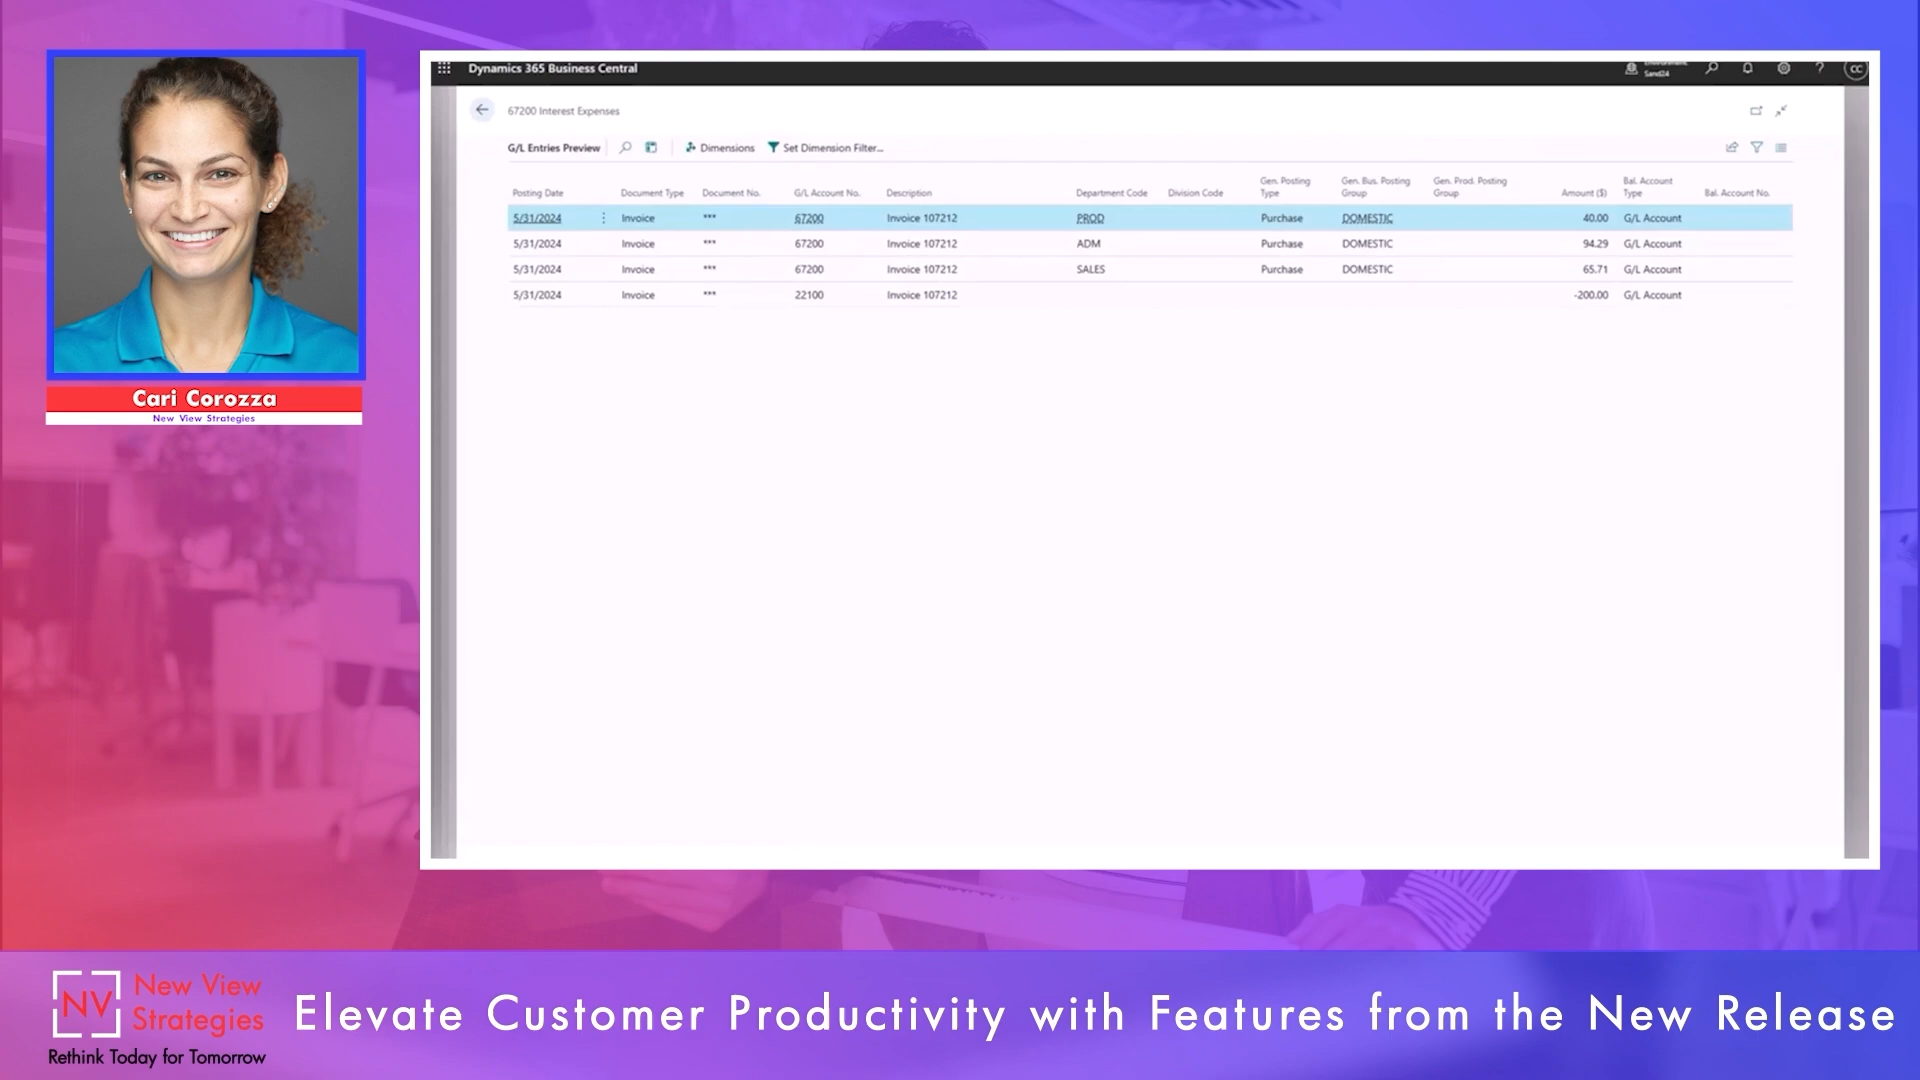 Cari Corozza
New View Strategies
Dynamics 365 Business Central
Sand24
CC
67200 Interest Expenses
G/L Entries Preview
Dimensions
Set Dimension Filter...
Posting Date Document Type Document No. G/L Account No. Description Department Code Division Code Gen. Posting Type Gen. Bus. Posting Group Gen. Prod. Posting Group Amount ($) Bal. Account Type Bal. Account No.
5/31/2024 Invoice *** 67200 Invoice 107212 PROD Purchase DOMESTIC 40.00 G/L Account
5/31/2024 Invoice *** 67200 Invoice 107212 ADM Purchase DOMESTIC 94.29 G/L Account
5/31/2024 Invoice *** 67200 Invoice 107212 SALES Purchase DOMESTIC 65.71 G/L Account
5/31/2024 Invoice *** 22100 Invoice 107212 -200.00 G/L Account
NV
New View
Strategies
Rethink Today for Tomorrow
Elevate Customer Productivity with Features from the New Release